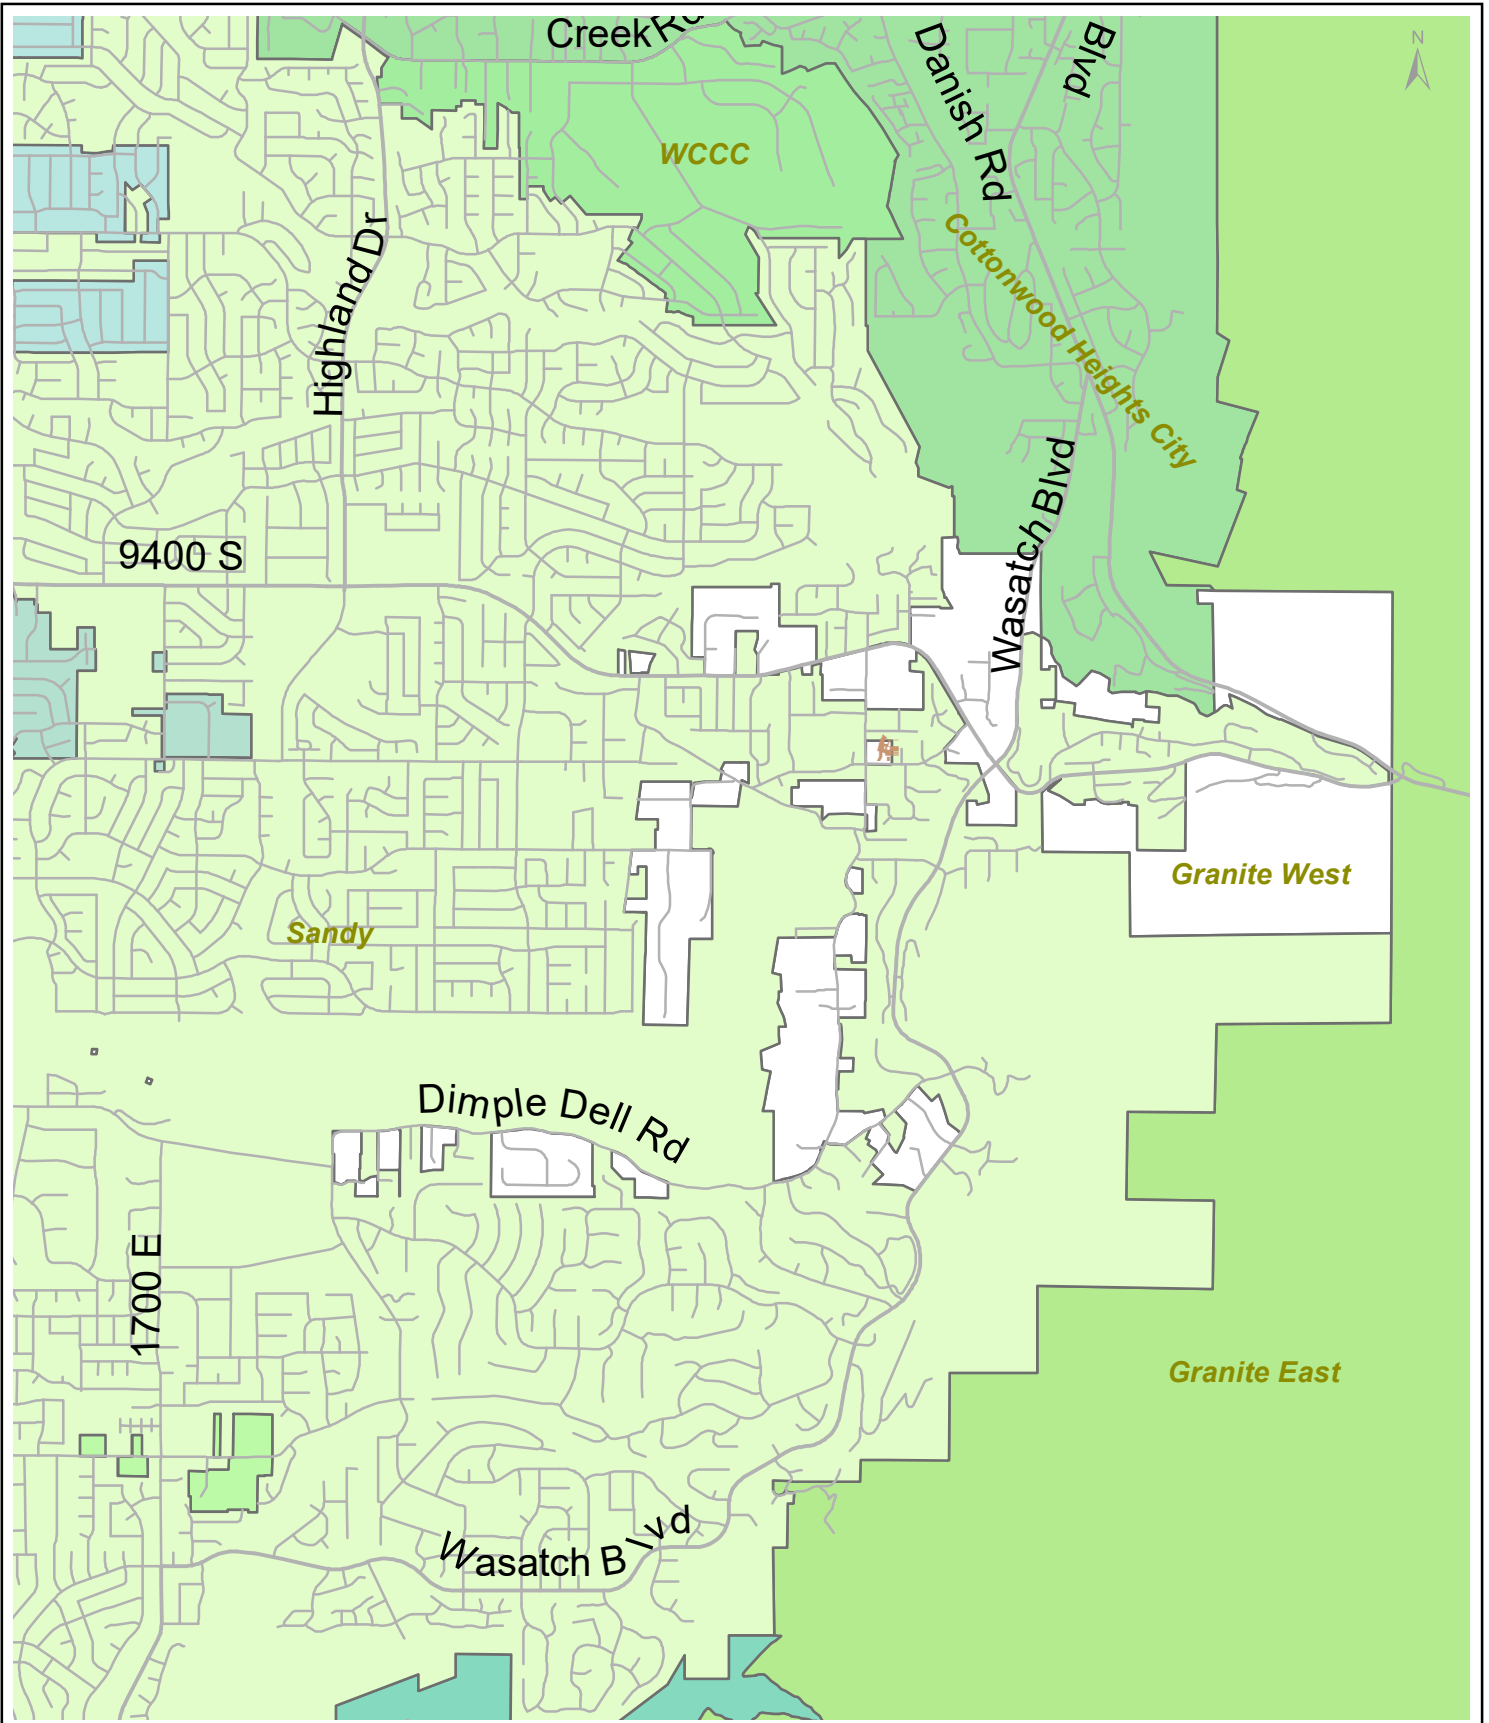 Creek Rd
Danish Rd
Blvd
N
WCCC
Cottonwood Heights City
Highland Dr
Wasatch Blvd
9400 S
Granite West
Sandy
Dimple Dell Rd
1700 E
Granite East
Wasatch Blvd